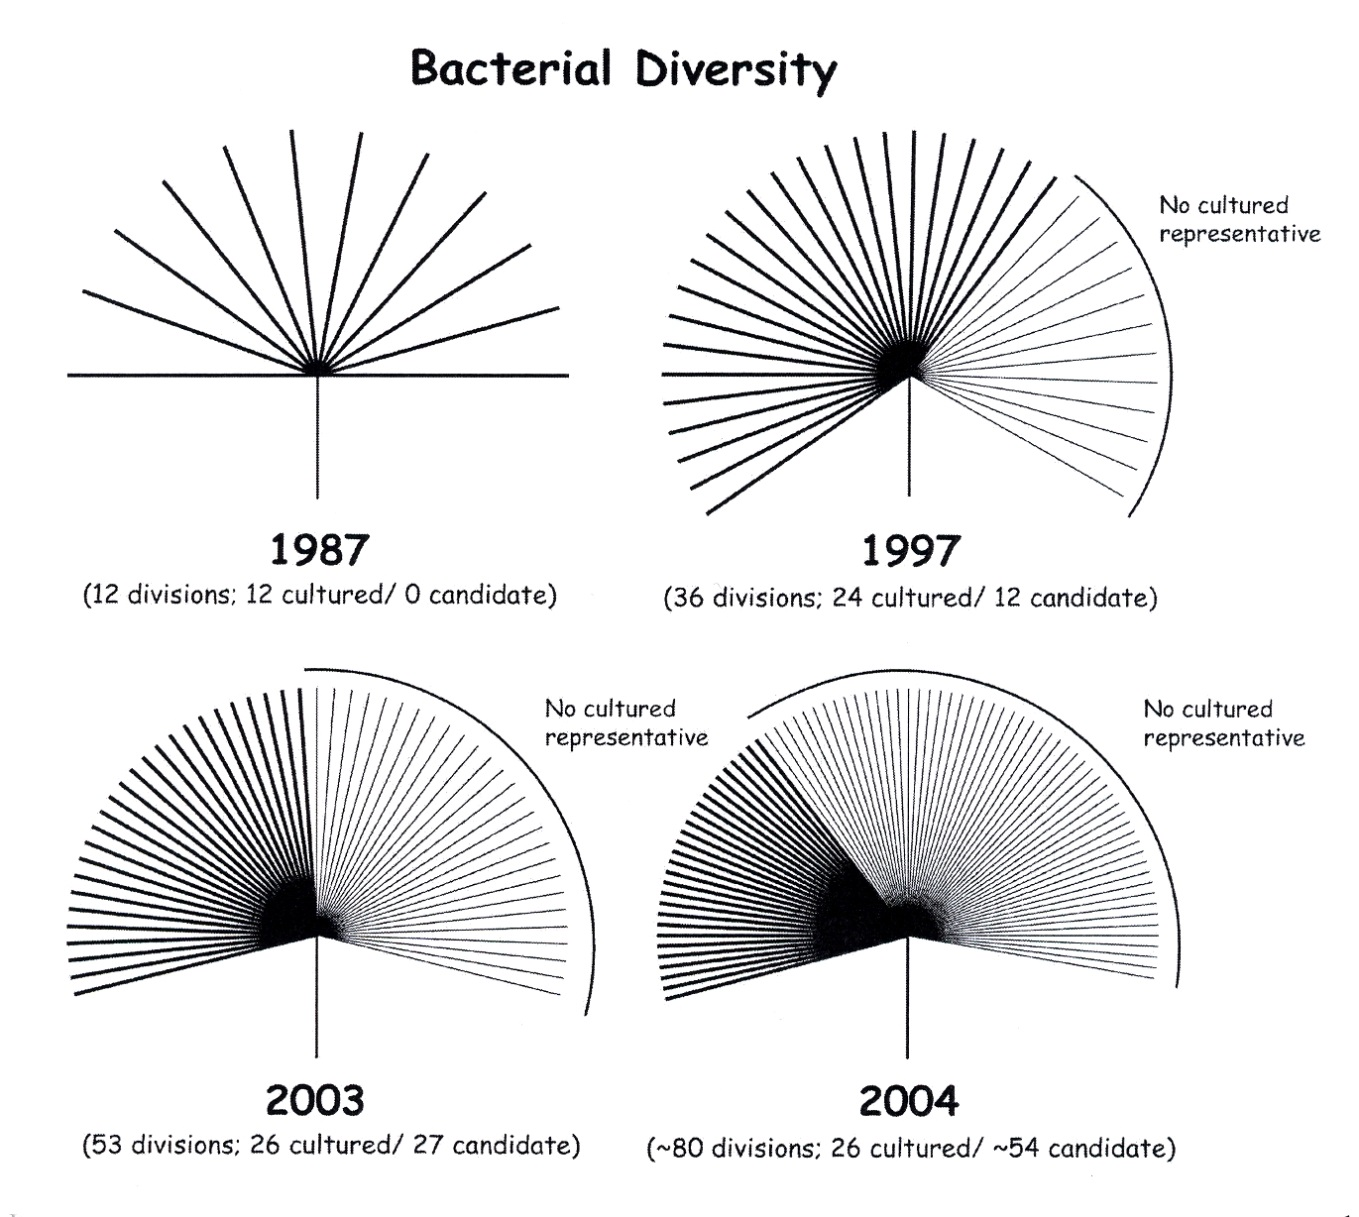 Bacterial Diversity
No cultured
representative
1987
(12 divisions; 12 cultured/ 0 candidate)
1997
(36 divisions; 24 cultured/ 12 candidate)
No cultured
representative
No cultured
representative
2003
(53 divisions; 26 cultured/ 27 candidate)
2004
(~80 divisions; 26 cultured/ ~54 candidate)